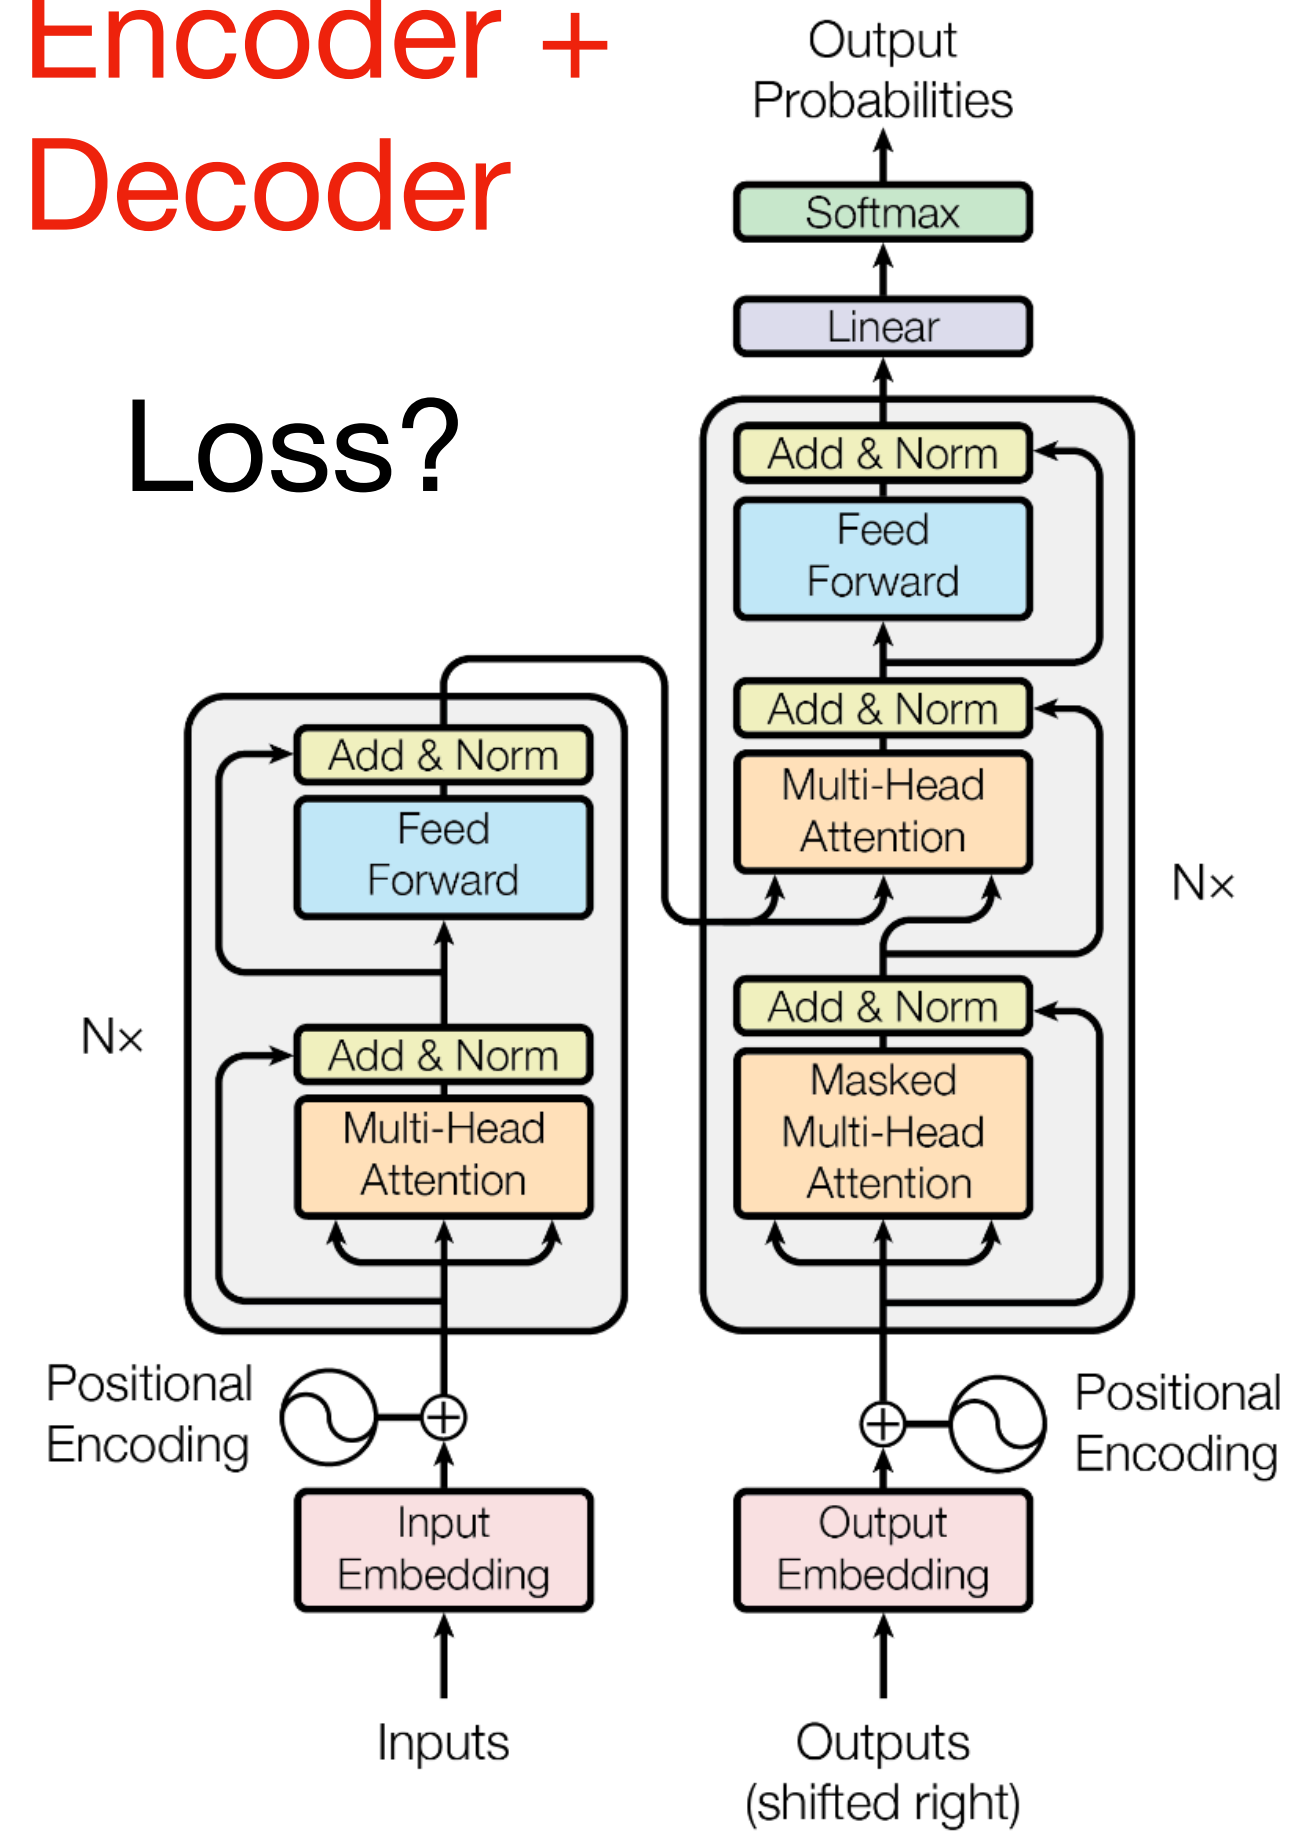 Encoder +
Decoder
Loss?
Output
Probabilities
Softmax
Linear
Add & Norm
Feed
Forward
Add & Norm
Multi-Head
Attention
Nx
Add & Norm
Masked
Multi-Head
Attention
Add & Norm
Feed
Forward
Nx
Add & Norm
Multi-Head
Attention
Positional
Encoding
Input
Embedding
Inputs
Positional
Encoding
Output
Embedding
Outputs
(shifted right)